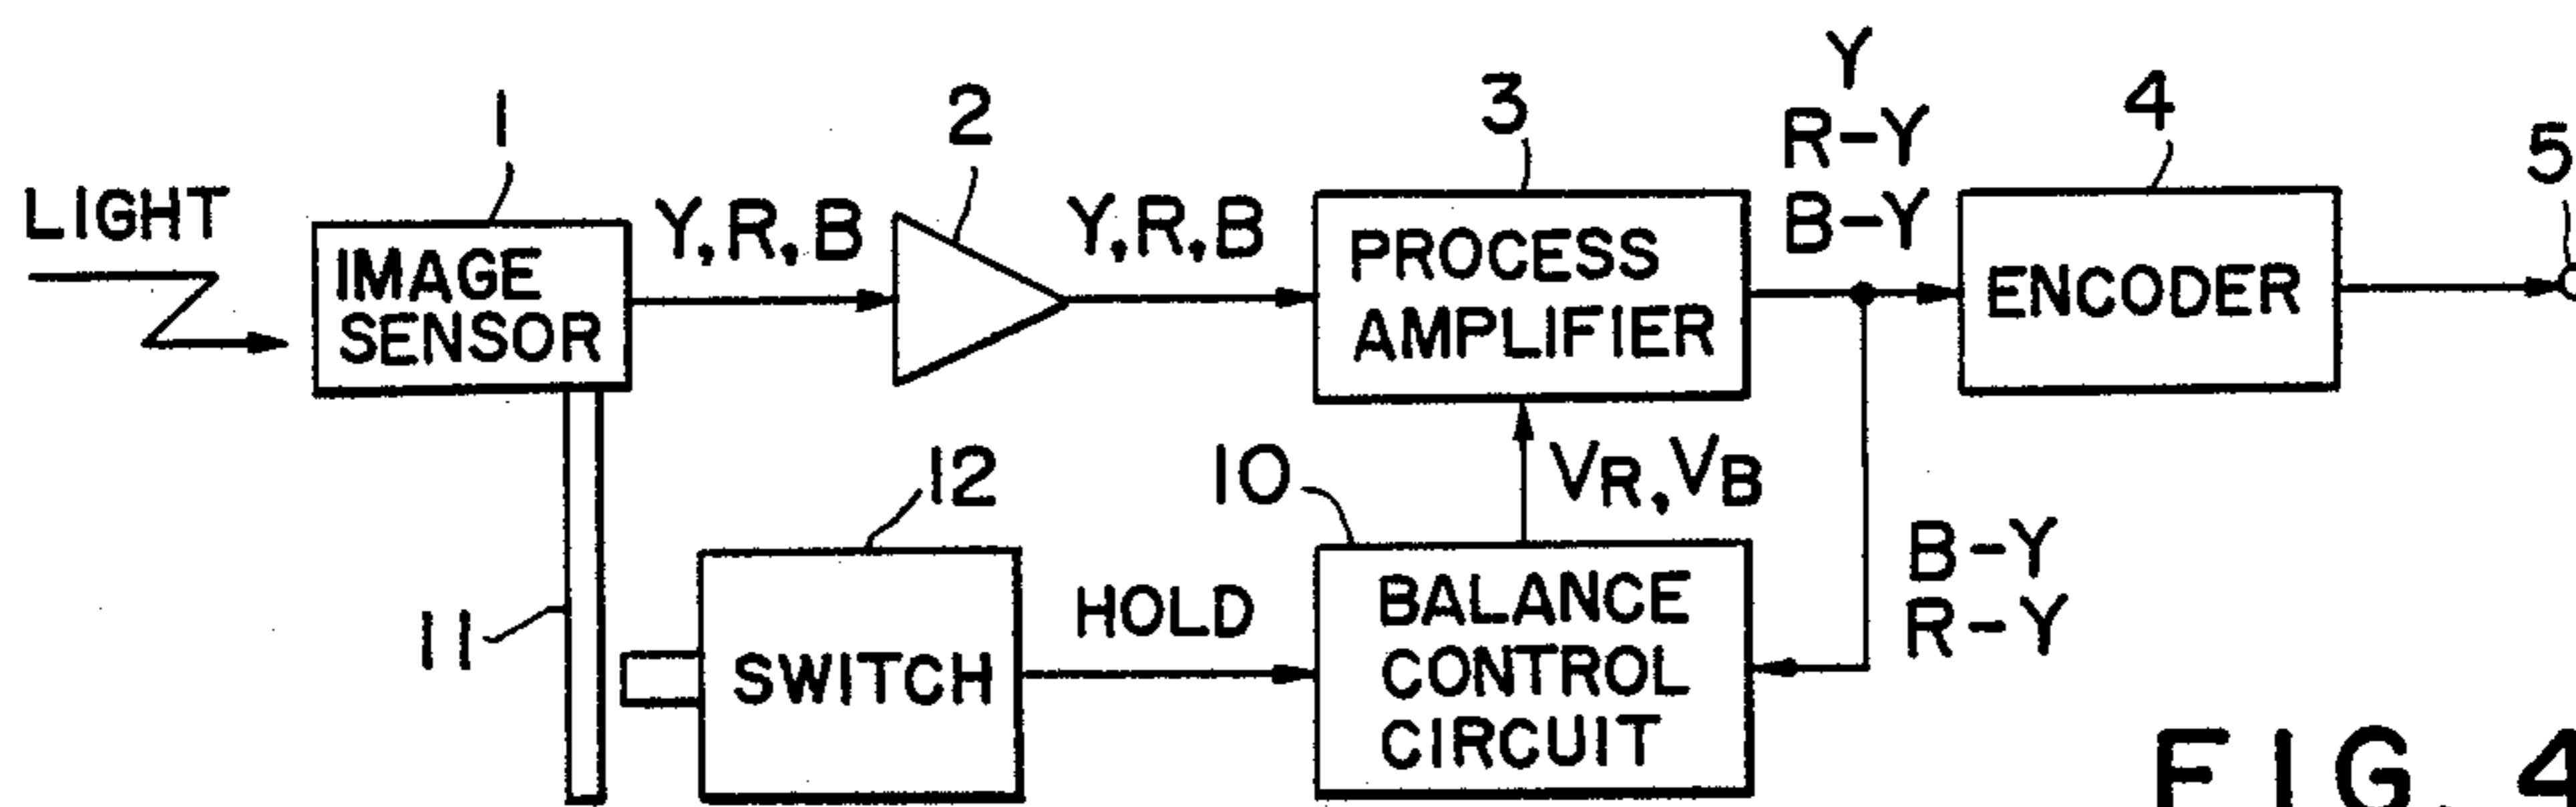 LIGHT
1
IMAGE
SENSOR
Y,R,B
2
Y,R,B
3
PROCESS
AMPLIFIER
Y
R-Y
B-Y
4
ENCODER
5
11
12
SWITCH
HOLD
10
BALANCE
CONTROL
CIRCUIT
VR,VB
B-Y
R-Y
FIG. 4